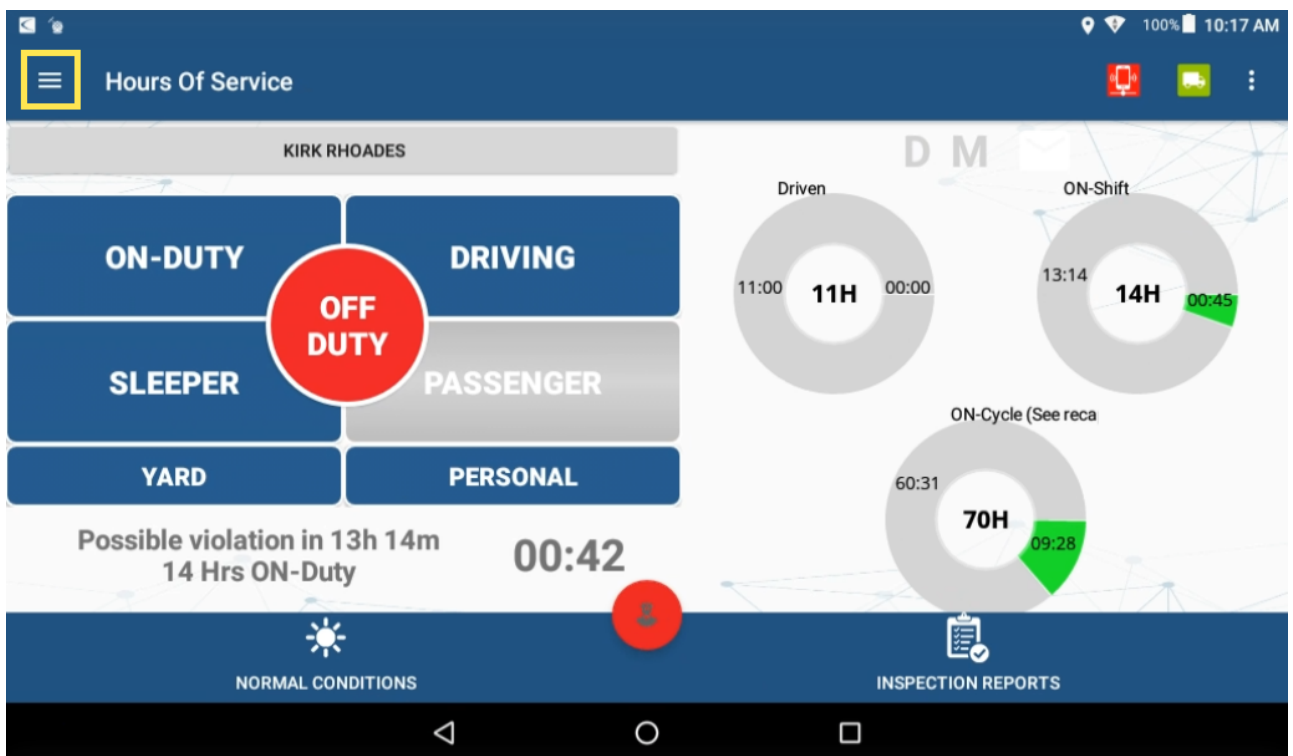 100% 10:17 AM
Hours Of Service
KIRK RHOADES
D M
ON-DUTY
DRIVING
OFF
DUTY
SLEEPER
PASSENGER
YARD
PERSONAL
Possible violation in 13h 14m
14 Hrs ON-Duty
00:42
Driven
11:00
11H
00:00
ON-Shift
13:14
14H
00:45
ON-Cycle (See reca
60:31
70H
09:28
NORMAL CONDITIONS
INSPECTION REPORTS